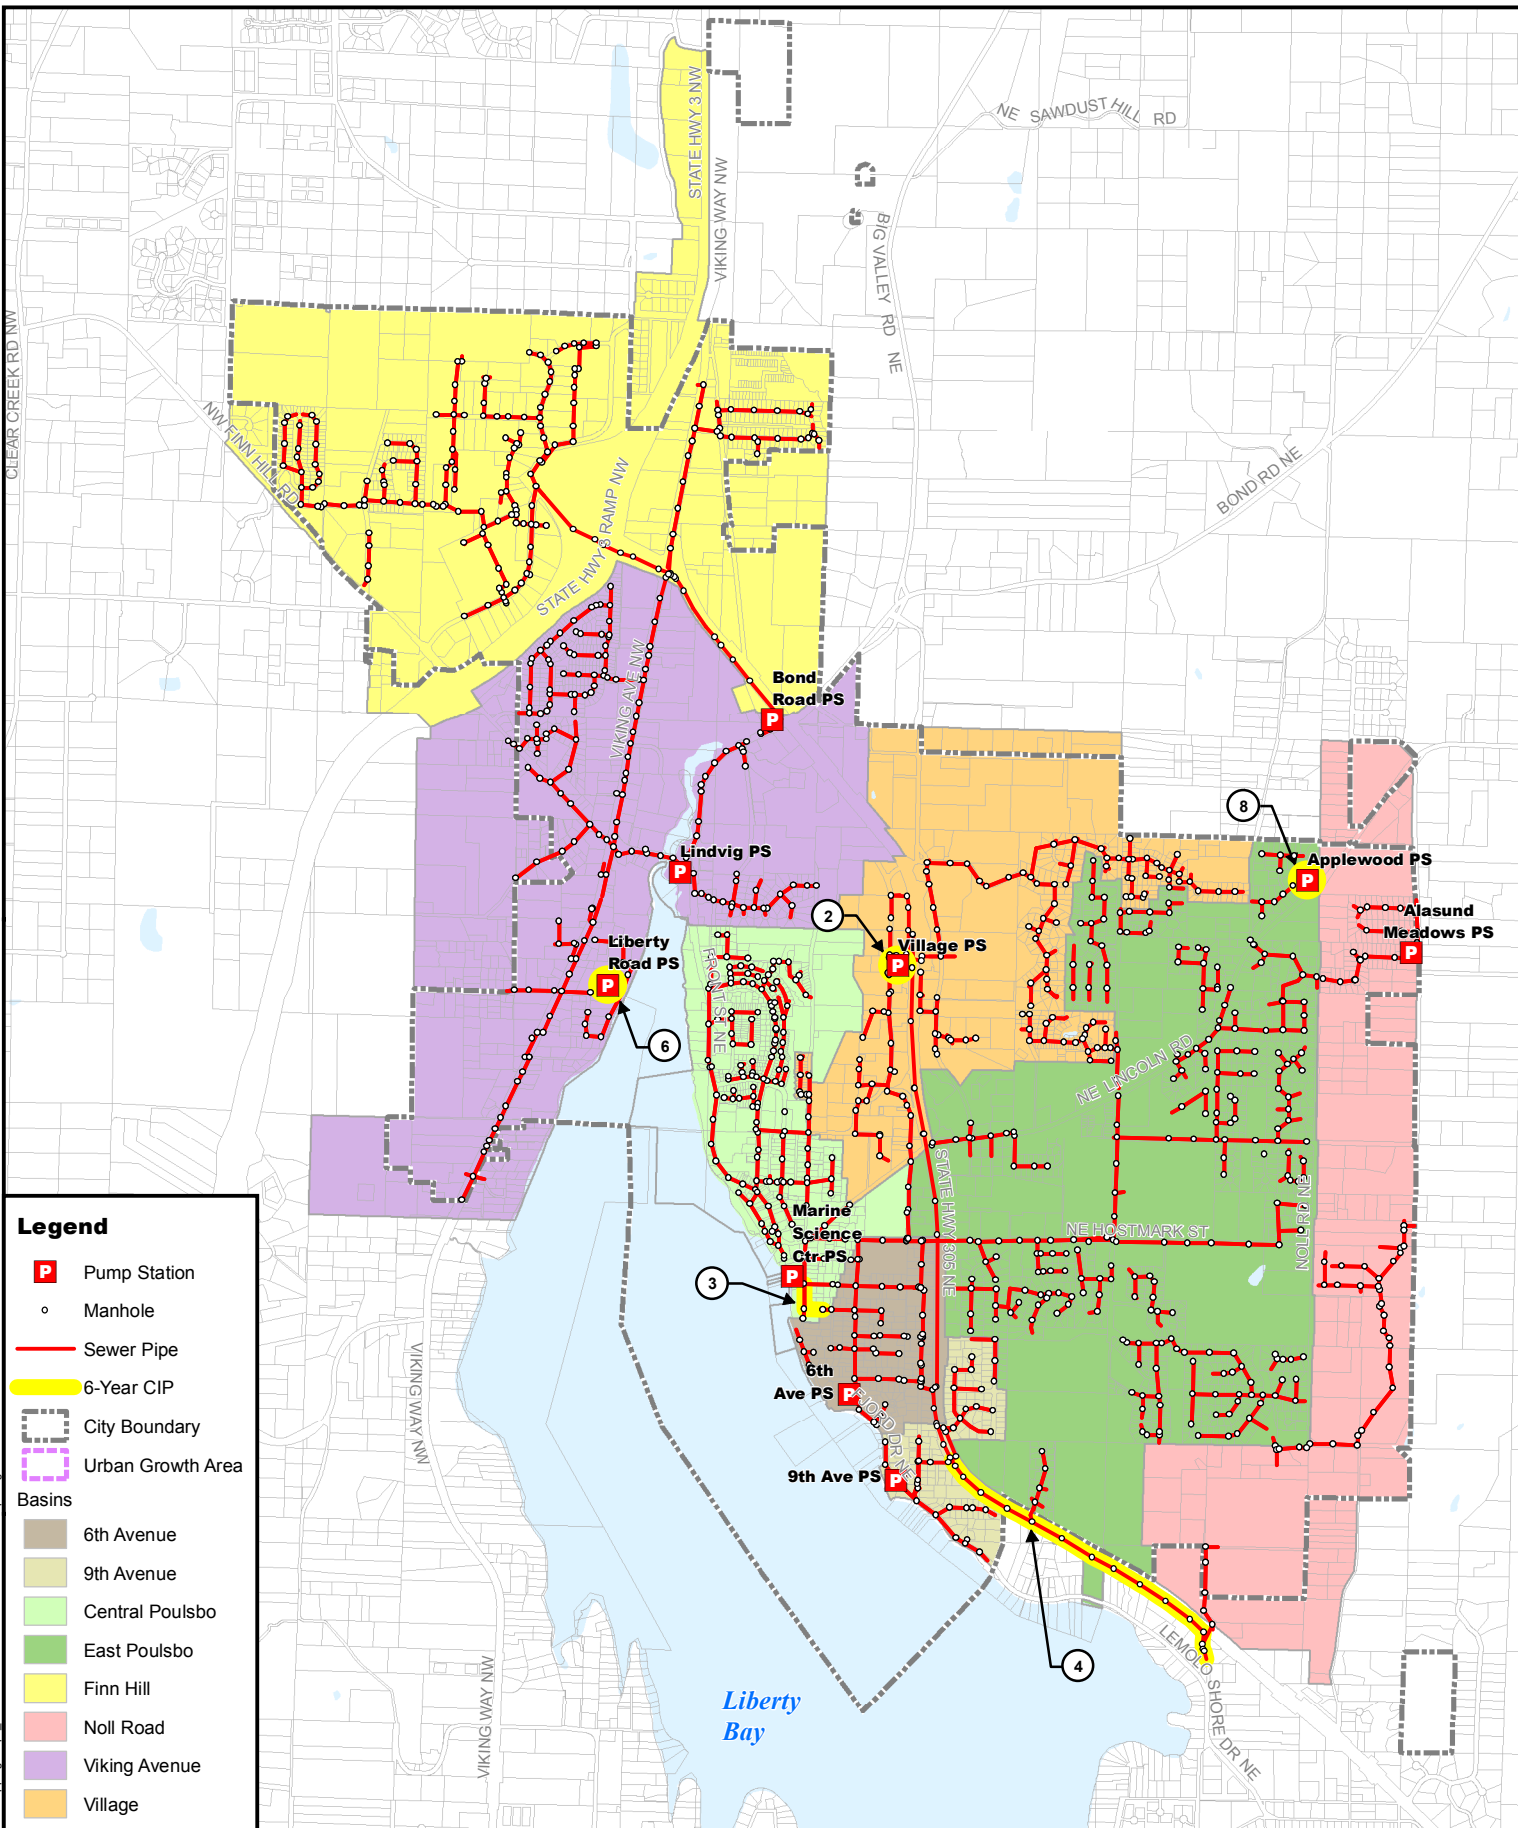 STATE HWY 3 NW
VIKING WAY NW
NE SAWDUST HILL RD
BIG VALLEY RD NE
CLEAR CREEK RD NW
NW FINN HILL RD
STATE HWY 3 RAMP NW
BOND RD NE
VIKING AVE NW
Bond
Road PS
8
Lindvig PS
Applewood PS
2
Alasund
Meadows PS
Liberty
Road PS
Village PS
FRONT ST NE
6
NE LINCOLN RD
STATE HWY 305 NE
NOLL RD NE
Marine
Science
Ctr PS
NE HOSTMARK ST
3
VIKING WAY NW
6th
Ave PS
FJORD DR NE
9th Ave PS
4
LEMOLO SHORE DR NE
VIKING WAY NW
Liberty
Bay
Legend
P Pump Station
Manhole
Sewer Pipe
6-Year CIP
City Boundary
Urban Growth Area
Basins
6th Avenue
9th Avenue
Central Poulsbo
East Poulsbo
Finn Hill
Noll Road
Viking Avenue
Village
P
P
P
P
P
P
P
P
P